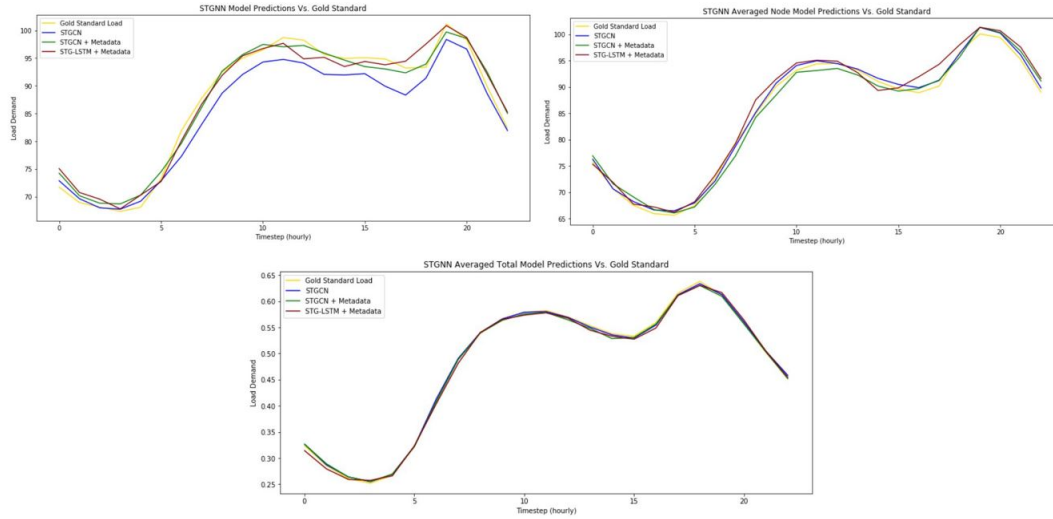 STGNN Model Predictions Vs. Gold Standard
Gold Standard Load
STGCN
STGCN + Metadata
STG-LSTM + Metadata
Load Demand
100
95
90
85
80
75
70
0
5
10
15
20
Timestep (hourly)
STGNN Averaged Node Model Predictions Vs. Gold Standard
Gold Standard Load
STGCN
STGCN + Metadata
STG-LSTM + Metadata
Load Demand
100
95
90
85
80
75
70
65
0
5
10
15
20
Timestep (hourly)
STGNN Averaged Total Model Predictions Vs. Gold Standard
Gold Standard Load
STGCN
STGCN + Metadata
STG-LSTM + Metadata
Load Demand
0.65
0.60
0.55
0.50
0.45
0.40
0.35
0.30
0.25
0
5
10
15
20
Timestep (hourly)